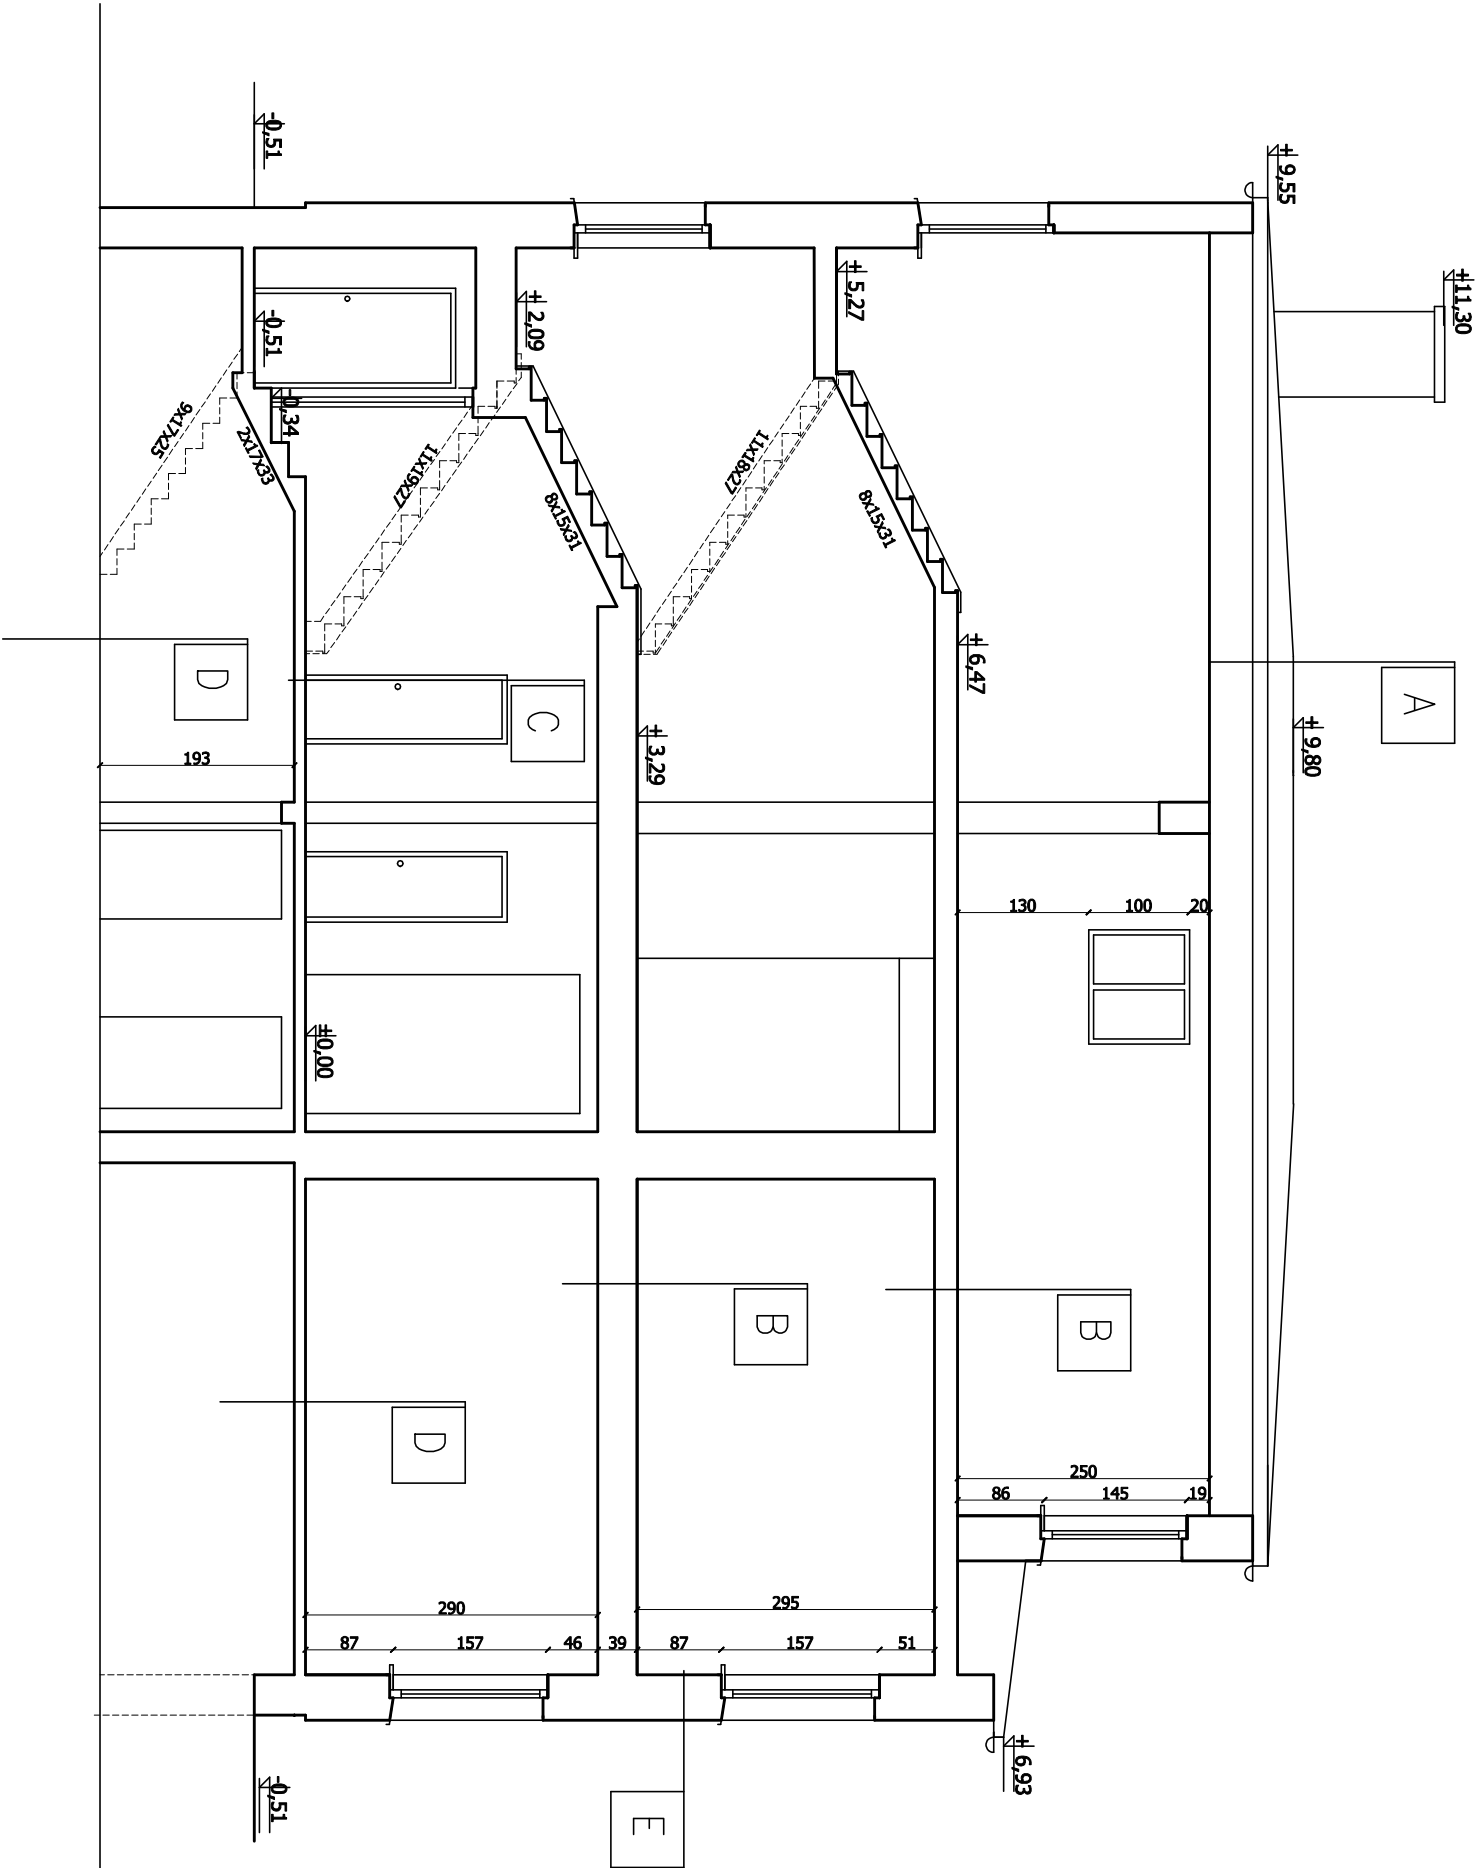 +11,30
+ 9,55
+ 9,80
A
+ 6,47
130
100
20
250
86
145
19
B
+ 6,93
+ 5,27
8x15x31
11x18x27
+ 3,29
B
295
87
157
51
39
+ 2,09
8x15x31
11x19x27
C
±0,00
D
290
87
157
46
E
-0,51
-0,51
-0,34
2x17x33
9x17x25
D
193
-0,51